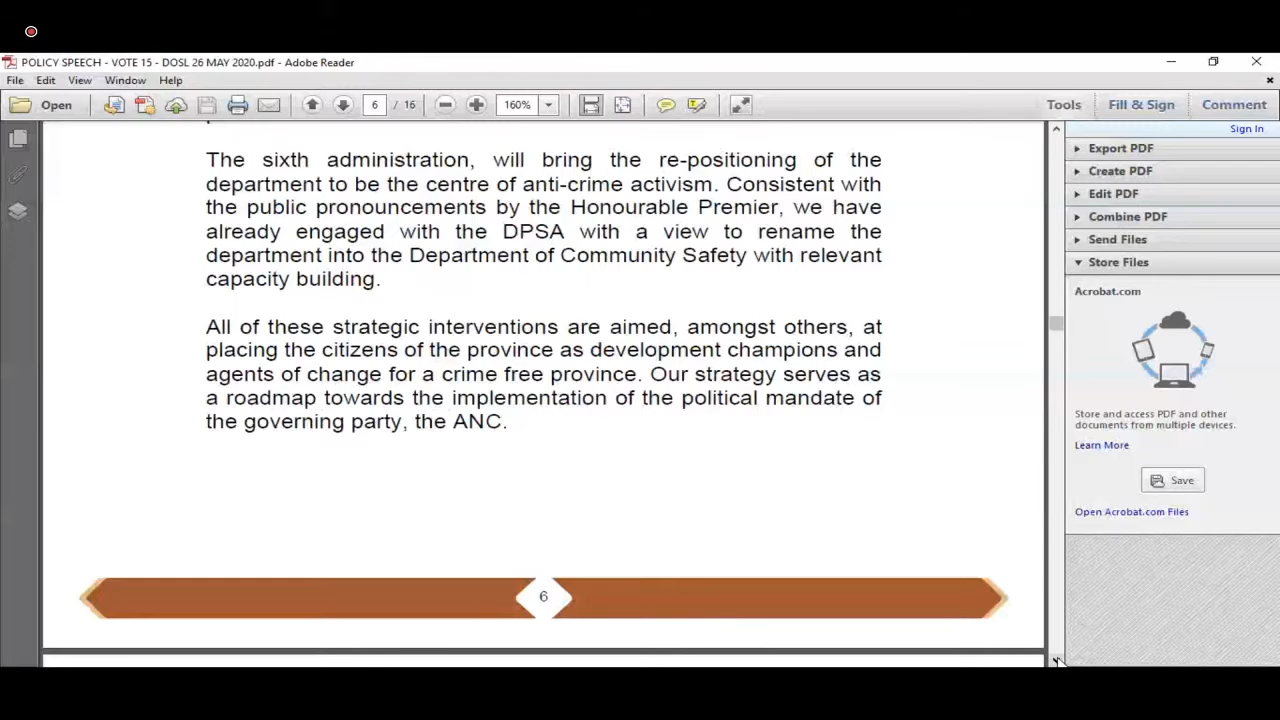 POLICY SPEECH - VOTE 15 - DOSL 26 MAY 2020.pdf - Adobe Reader
File Edit View Window Help
Open 6 / 16 160% Tools Fill & Sign Comment
Sign In
The sixth administration, will bring the re-positioning of the
department to be the centre of anti-crime activism. Consistent with
the public pronouncements by the Honourable Premier, we have
already engaged with the DPSA with a view to rename the
department into the Department of Community Safety with relevant
capacity building.
All of these strategic interventions are aimed, amongst others, at
placing the citizens of the province as development champions and
agents of change for a crime free province. Our strategy serves as
a roadmap towards the implementation of the political mandate of
the governing party, the ANC.
6
Export PDF
Create PDF
Edit PDF
Combine PDF
Send Files
Store Files
Acrobat.com
Store and access PDF and other
documents from multiple devices.
Learn More
Save
Open Acrobat.com Files